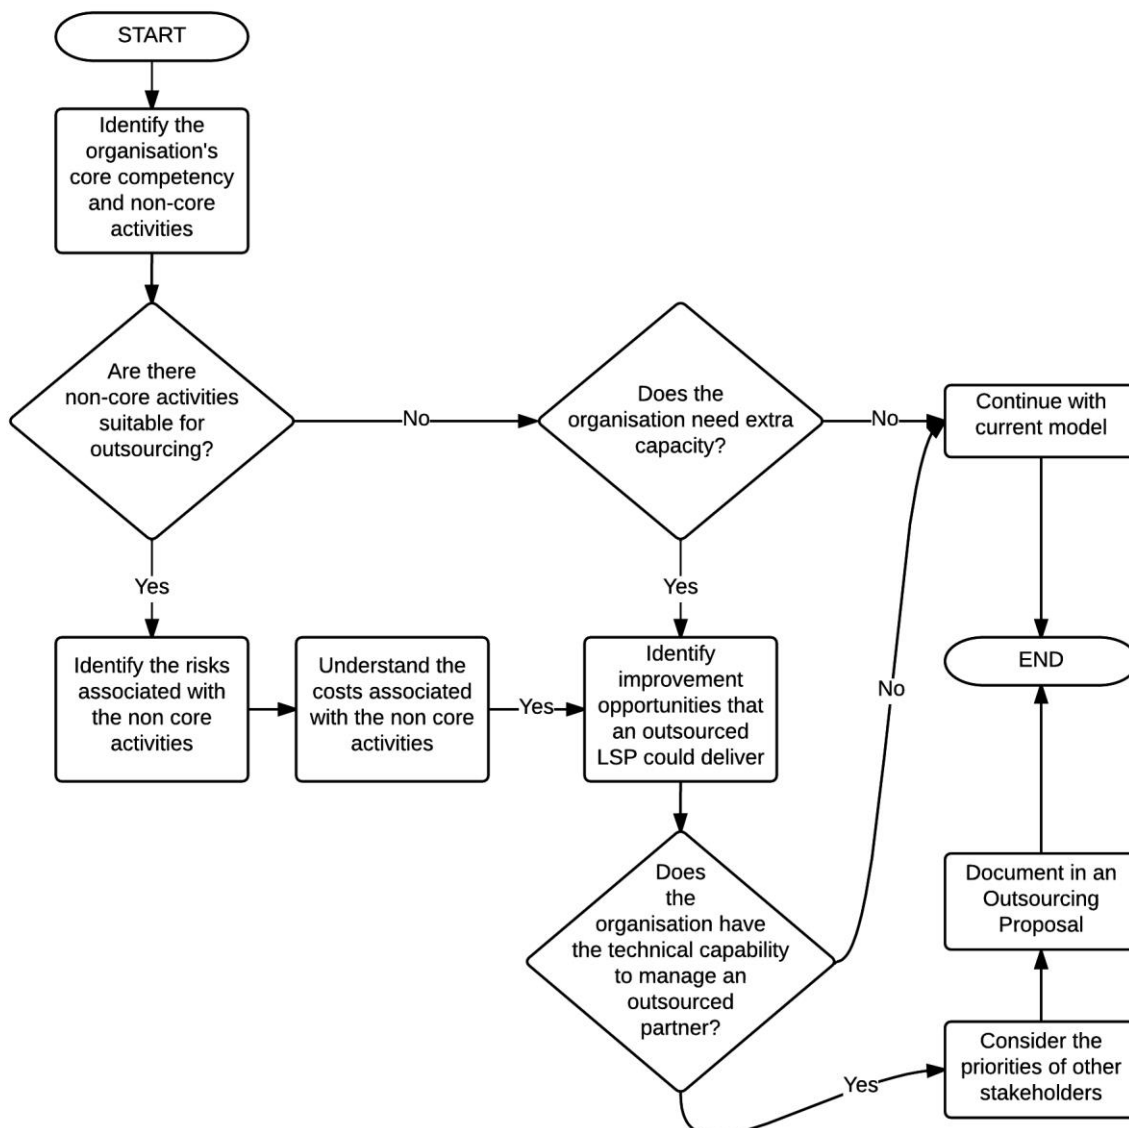 START
Identify the
organisation's
core competency
and non-core
activities
Are there
non-core activities
suitable for
outsourcing?
No
Does the
organisation need extra
capacity?
No
Continue with
current model
Yes
Yes
Identify the risks
associated with
the non core
activities
Understand the
costs associated
with the non core
activities
Yes
Identify
improvement
opportunities that
an outsourced
LSP could deliver
No
END
Does
the
organisation have
the technical capability
to manage an
outsourced
partner?
Document in an
Outsourcing
Proposal
Yes
Consider the
priorities of other
stakeholders